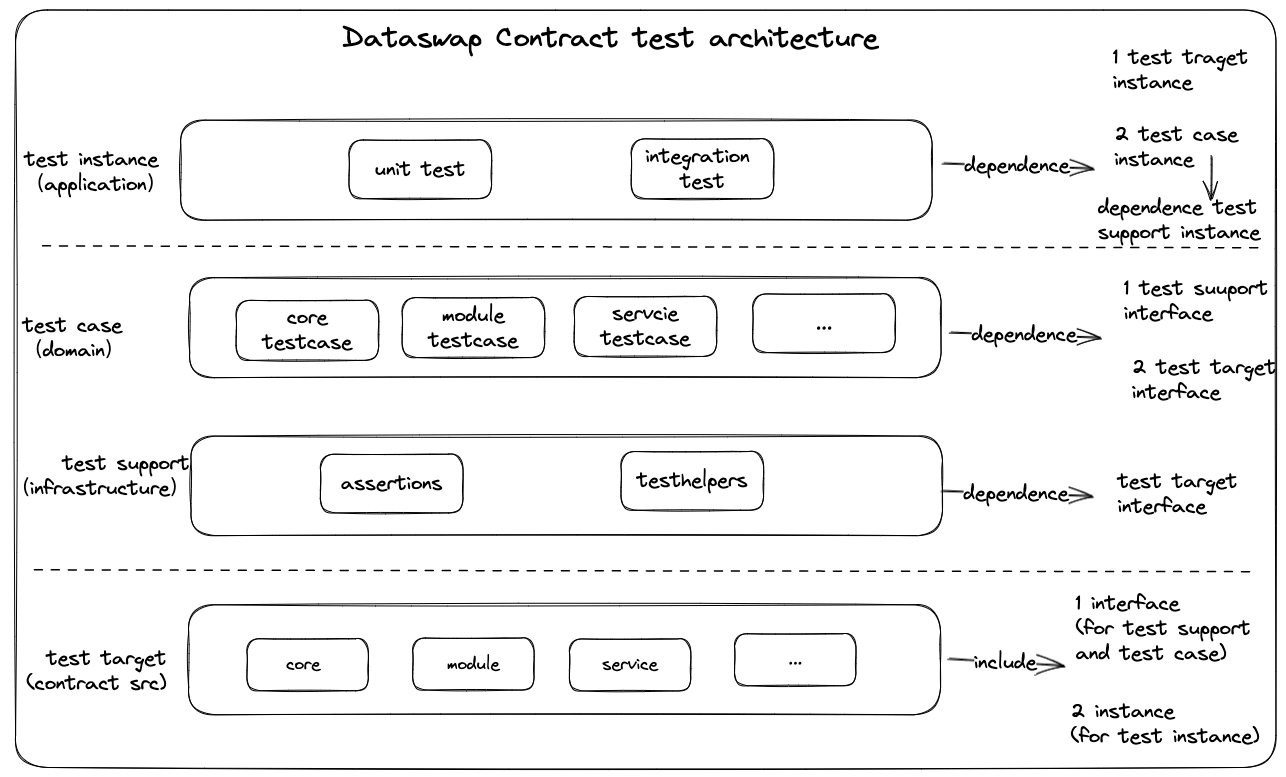 Dataswap Contract test architecture
1 test traget
instance
test instance
(application)
unit test
integration
test
dependence
2 test case
instance
dependence test
support instance
test case
(domain)
core
testcase
module
testcase
servcie
testcase
...
dependence
1 test suuport
interface
2 test target
interface
test support
(infrastructure)
assertions
testhelpers
dependence
test target
interface
test target
(contract src)
core
module
service
...
include
1 interface
(for test support
and test case)
2 instance
(for test instance)